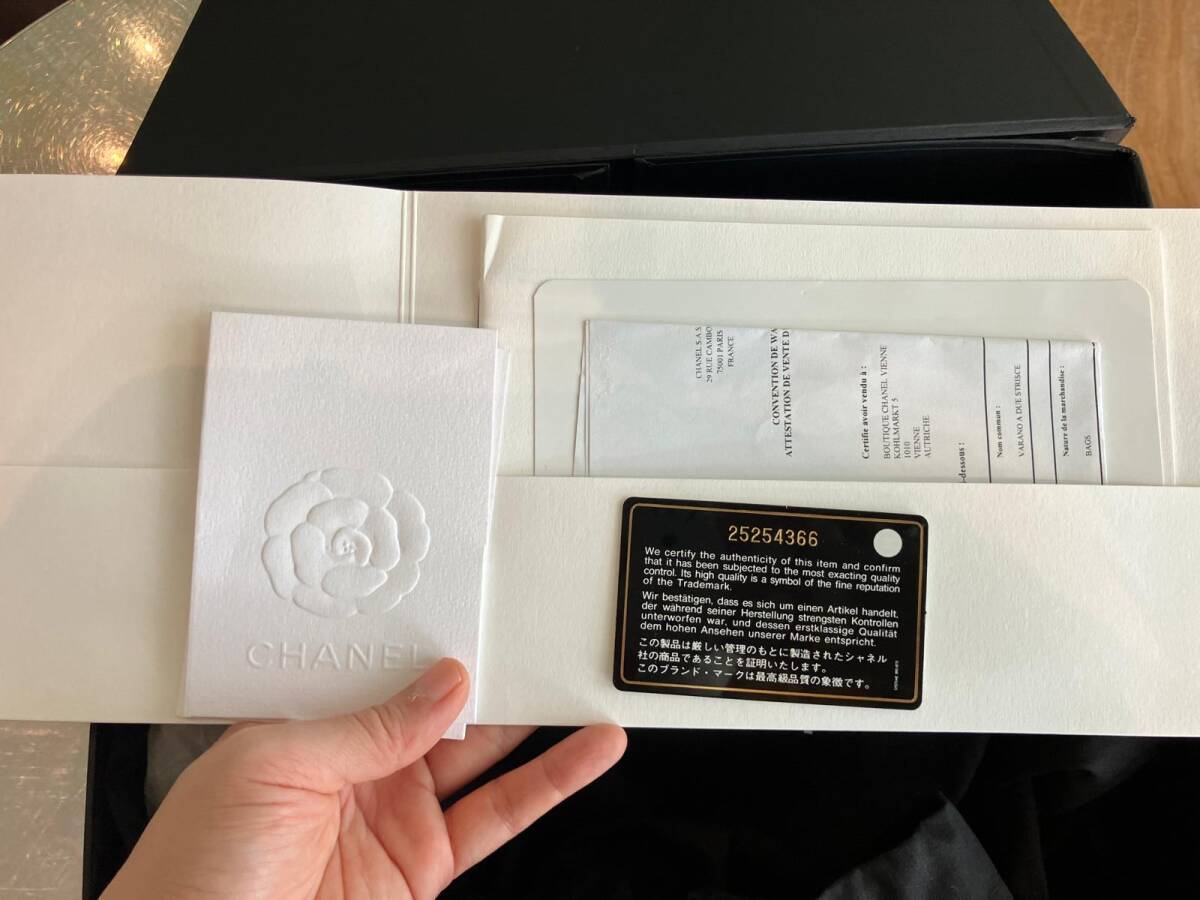 CHANEL
CHANEL S.A.S
29 RUE CAMBO
75001 PARIS
FRANCE
CONVENTION DE WA
ATTESTATION DE VENTE D
Certifie avoir vendu à :
BOUTIQUE CHANEL VIENNE
KOHLMARKT 5
1010
VIENNE
AUTRICHE
-dessous :
Nom commun :
VARANO A DUE STRISCE
Nature de la marchandise :
BAGS
25254366
We certify the authenticity of this item and confirm
that it has been subjected to the most exacting quality
control. Its high quality is a symbol of the fine reputation
of the Trademark.
Wir bestätigen, dass es sich um einen Artikel handelt,
der während seiner Herstellung strengsten Kontrollen
unterworfen war, und dessen erstklassige Qualität
dem hohen Ansehen unserer Marke entspricht.
この製品は厳しい管理のもとに製造されたシャネル
社の商品であることを証明いたします。
このブランド・マークは最高級品質の象徴です。